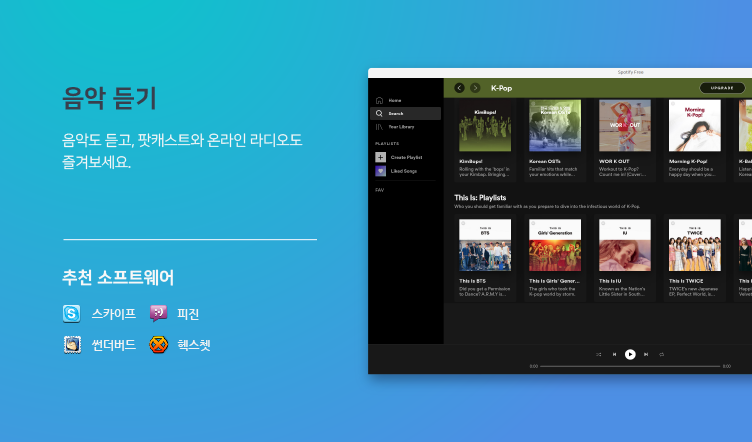 음악 듣기
음악도 듣고, 팟캐스트와 온라인 라디오도
즐겨보세요.
추천 소프트웨어
스카이프
피진
썬더버드
헥스챗
Spotify Free
K-Pop
UPGRADE
Home
Search
Your Library
PLAYLISTS
Create Playlist
Liked Songs
FAV
KimBops!
Korean OSTs
WORK OUT
Morning
K-Pop!
KimBops!
Rolling with the 'bops 'in
your Kimbap. Bringing...
Korean OSTs
Familiar hits that match
your emotions while...
WOR K OUT
Workout to K-Pop?
Count me in! (Cover:...
Morning K-Pop!
Everyday should be a
happy day when you...
K-Bal
Listen
Korea
This Is: Playlists
Who you should get familiar with as you prepare to dive into the infectious world of K-Pop.
THIS IS
BTS
THIS IS
Girls' Generation
THIS IS
IU
THIS IS
TWICE
This Is BTS
Did you get a Permission
to Dance? A.R.M.Y is...
This Is Girls' Gener...
The girls who took the
K-pop world by storm.
This Is IU
Known as the Nation's
Little Sister in South...
This Is TWICE
TWICE's new Japanese
EP. Perfect World. is...
This I
Happi
Velve
0:00
0:00